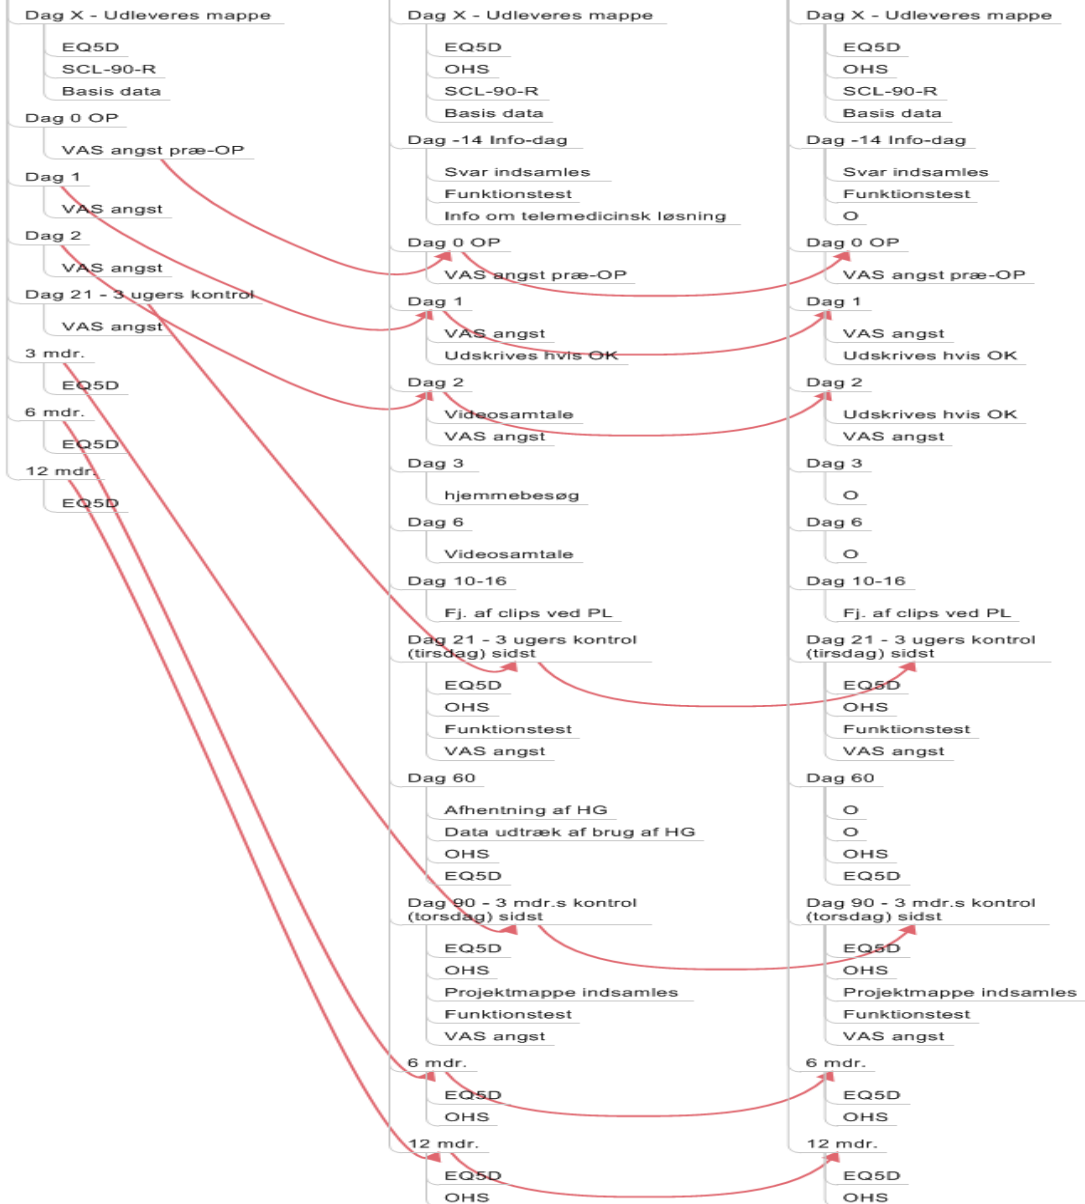 Dag X - Udleveres mappe
EQ5D
SCL-90-R
Basis data
Dag 0 OP
VAS angst præ-OP
Dag 1
VAS angst
Dag 2
VAS angst
Dag 21 - 3 ugers kontrol
VAS angst
3 mdr.
EQ5D
6 mdr.
EQ5D
12 mdr.
EQ5D
Dag X - Udleveres mappe
EQ5D
OHS
SCL-90-R
Basis data
Dag -14 Info-dag
Svar indsamles
Funktionstest
Info om telemedicinsk løsning
Dag 0 OP
VAS angst præ-OP
Dag 1
VAS angst
Udskrives hvis OK
Dag 2
Videosamtale
VAS angst
Dag 3
hjemmebesøg
Dag 6
Videosamtale
Dag 10-16
Fj. af clips ved PL
Dag 21 - 3 ugers kontrol
(tirsdag) sidst
EQ5D
OHS
Funktionstest
VAS angst
Dag 60
Afhentning af HG
Data udtræk af brug af HG
OHS
EQ5D
Dag 90 - 3 mdr.s kontrol
(torsdag) sidst
EQ5D
OHS
Projektmappe indsamles
Funktionstest
VAS angst
6 mdr.
EQ5D
OHS
12 mdr.
EQ5D
OHS
Dag X - Udleveres mappe
EQ5D
OHS
SCL-90-R
Basis data
Dag -14 Info-dag
Svar indsamles
Funktionstest
O
Dag 0 OP
VAS angst præ-OP
Dag 1
VAS angst
Udskrives hvis OK
Dag 2
Udskrives hvis OK
VAS angst
Dag 3
O
Dag 6
O
Dag 10-16
Fj. af clips ved PL
Dag 21 - 3 ugers kontrol
(tirsdag) sidst
EQ5D
OHS
Funktionstest
VAS angst
Dag 60
O
O
OHS
EQ5D
Dag 90 - 3 mdr.s kontrol
(torsdag) sidst
EQ5D
OHS
Projektmappe indsamles
Funktionstest
VAS angst
6 mdr.
EQ5D
OHS
12 mdr.
EQ5D
OHS